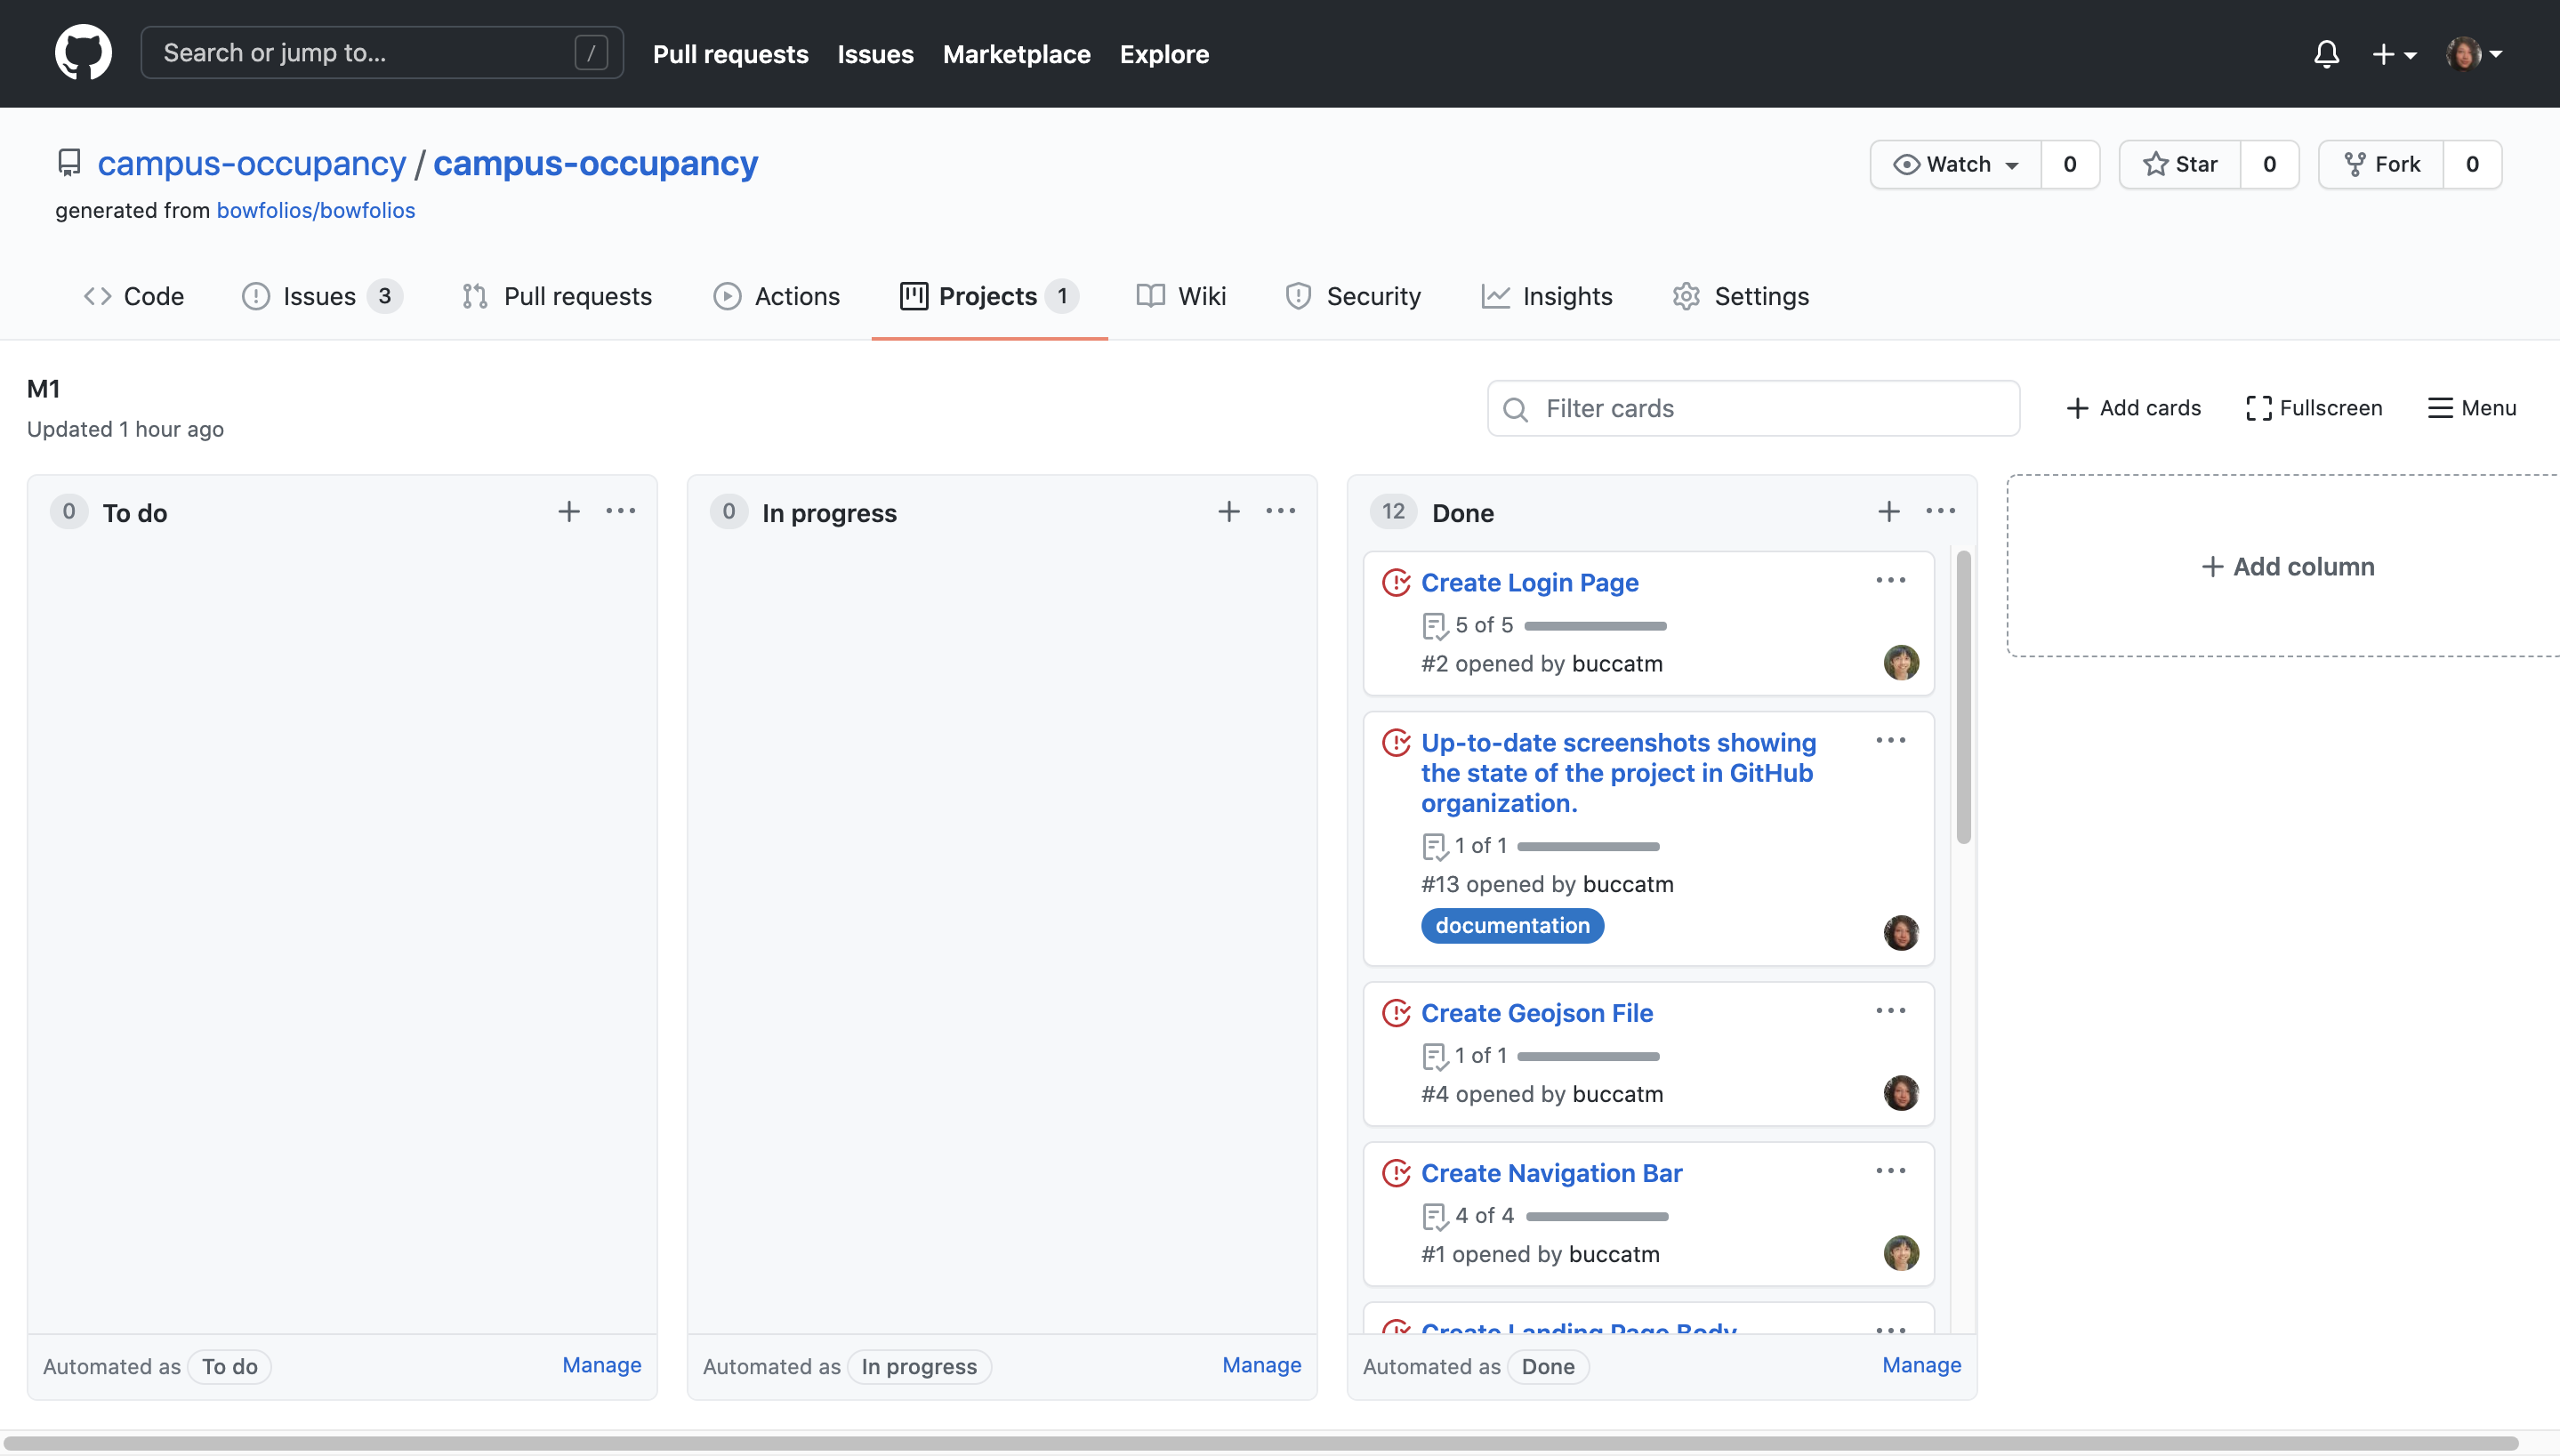 Search or jump to...
/
Pull requests
Issues
Marketplace
Explore
campus-occupancy / campus-occupancy
generated from bowfolios/bowfolios
Watch
0
Star
0
Fork
0
Code
Issues 3
Pull requests
Actions
Projects 1
Wiki
Security
Insights
Settings
M1
Updated 1 hour ago
Filter cards
Add cards
Fullscreen
Menu
0 To do
Automated as To do
Manage
0 In progress
Automated as In progress
Manage
12 Done
Create Login Page
5 of 5
#2 opened by buccatm
Up-to-date screenshots showing
the state of the project in GitHub
organization.
1 of 1
#13 opened by buccatm
documentation
Create Geojson File
1 of 1
#4 opened by buccatm
Create Navigation Bar
4 of 4
#1 opened by buccatm
Create Landing Page Body
Automated as Done
Manage
Add column